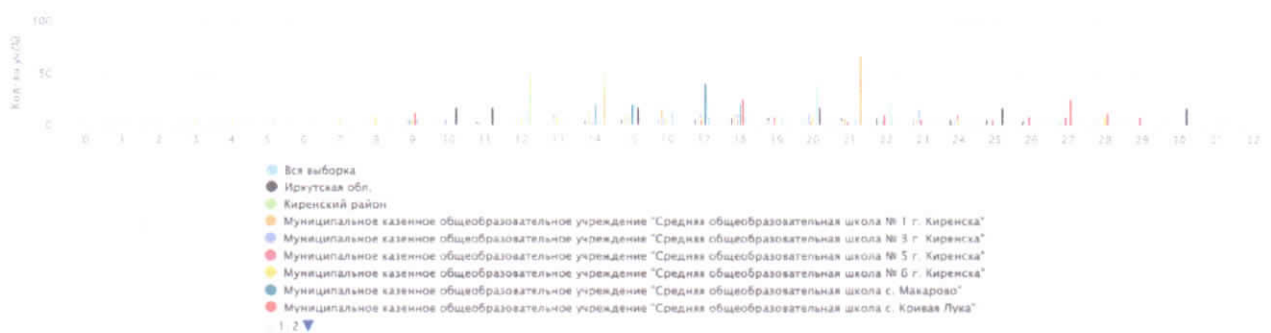 100
Кол-во уч(%)
50
0
0 1 2 3 4 5 6 7 8 9 10 11 12 13 14 15 16 17 18 19 20 21 22 23 24 25 26 27 28 29 30 31 32
Вся выборка
Иркутская обл.
Киренский район
Муниципальное казенное общеобразовательное учреждение "Средняя общеобразовательная школа № 1 г. Киренска"
Муниципальное казенное общеобразовательное учреждение "Средняя общеобразовательная школа № 3 г. Киренска"
Муниципальное казенное общеобразовательное учреждение "Средняя общеобразовательная школа № 5 г. Киренска"
Муниципальное казенное общеобразовательное учреждение "Средняя общеобразовательная школа № 6 г. Киренска"
Муниципальное казенное общеобразовательное учреждение "Средняя общеобразовательная школа с. Макарово"
Муниципальное казенное общеобразовательное учреждение "Средняя общеобразовательная школа с. Кривая Лука"
1 2